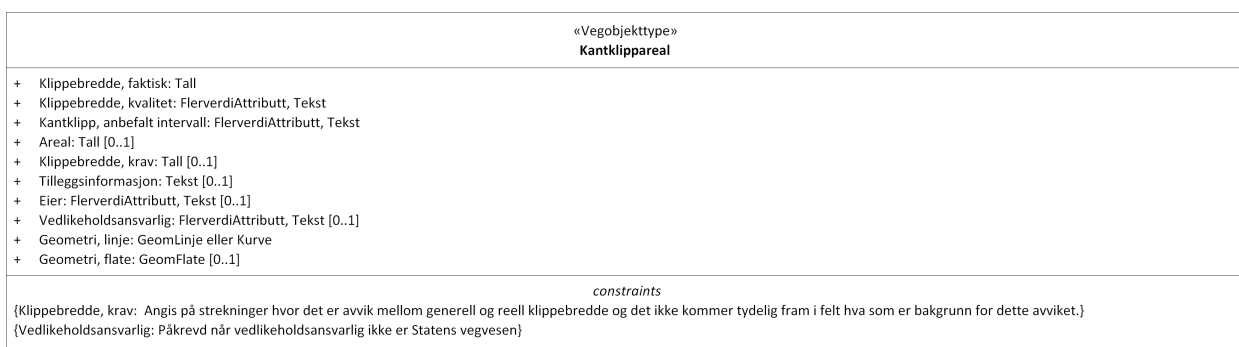 «Vegobjekttype»
Kantklippareal
+ Klippebredde, faktisk: Tall
+ Klippebredde, kvalitet: FlerverdiAttributt, Tekst
+ Kantklipp, anbefalt intervall: FlerverdiAttributt, Tekst
+ Areal: Tall [0..1]
+ Klippebredde, krav: Tall [0..1]
+ Tilleggsinformasjon: Tekst [0..1]
+ Eier: FlerverdiAttributt, Tekst [0..1]
+ Vedlikeholdsansvarlig: FlerverdiAttributt, Tekst [0..1]
+ Geometri, linje: GeomLinje eller Kurve
+ Geometri, flate: GeomFlate [0..1]
constraints
{Klippebredde, krav: Angis på strekninger hvor det er avvik mellom generell og reell klippebredde og det ikke kommer tydelig fram i felt hva som er bakgrunn for dette avviket.}
{Vedlikeholdsansvarlig: Påkrevd når vedlikeholdsansvarlig ikke er Statens vegvesen}